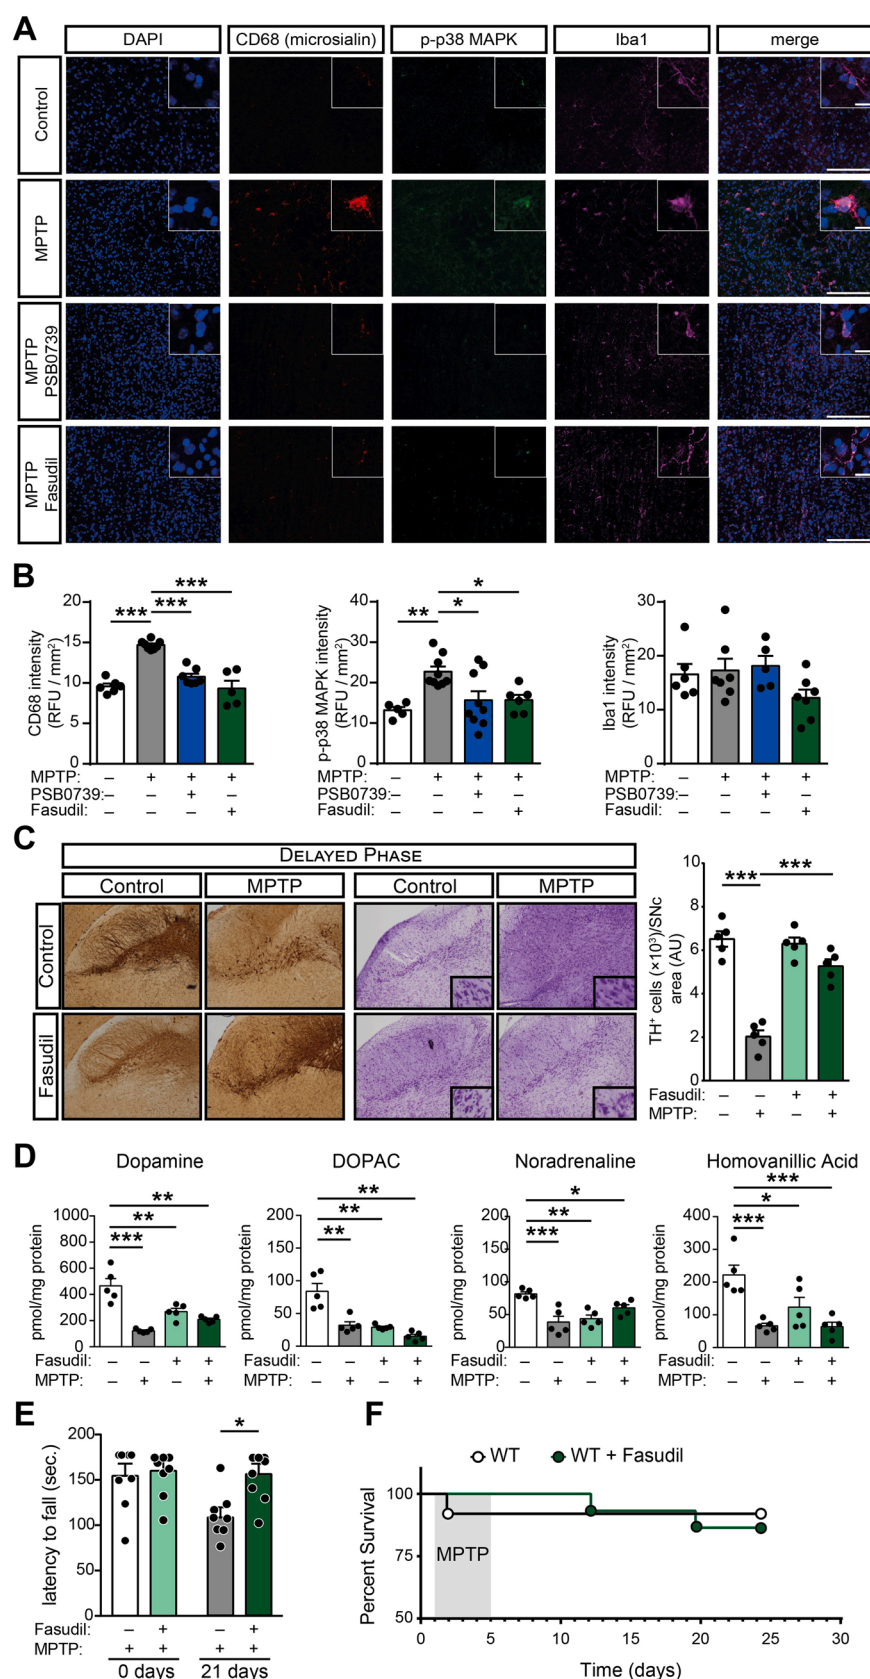 A
DAPI CD68 (microsialin) p-p38 MAPK Iba1 merge
Control
MPTP
MPTP PSB0739
MPTP Fasudil
B
CD68 intensity (RFU / mm²)
20
15
10
5
0
*** *** ***
p-p38 MAPK intensity (RFU / mm²)
40
30
20
10
0
** * *
Iba1 intensity (RFU / mm²)
30
20
10
0
MPTP: – + + +
PSB0739: – – + –
Fasudil: – – – +
MPTP: – + + +
PSB0739: – – + –
Fasudil: – – – +
MPTP: – + + +
PSB0739: – – + –
Fasudil: – – – +
C
DELAYED PHASE
Control MPTP Control MPTP
Control
Fasudil
TH⁺ cells (×10³)/SNc area (AU)
10
8
6
4
2
0
*** ***
Fasudil: – – + +
MPTP: – + – +
D
Dopamine
pmol/mg protein
1000
800
600
400
200
0
**
**
***
Fasudil: – – + +
MPTP: – + – +
DOPAC
pmol/mg protein
200
150
100
50
0
**
**
**
Fasudil: – – + +
MPTP: – + – +
Noradrenaline
pmol/mg protein
200
150
100
50
0
*
**
***
Fasudil: – – + +
MPTP: – + – +
Homovanillic Acid
pmol/mg protein
400
300
200
100
0
***
*
***
Fasudil: – – + +
MPTP: – + – +
E
latency to fall (sec.)
200
150
100
50
0
*
Fasudil: – + – +
MPTP: + + + +
0 days 21 days
F
WT WT + Fasudil
Percent Survival
100
75
50
MPTP
0 5 10 15 20 25 30
Time (days)